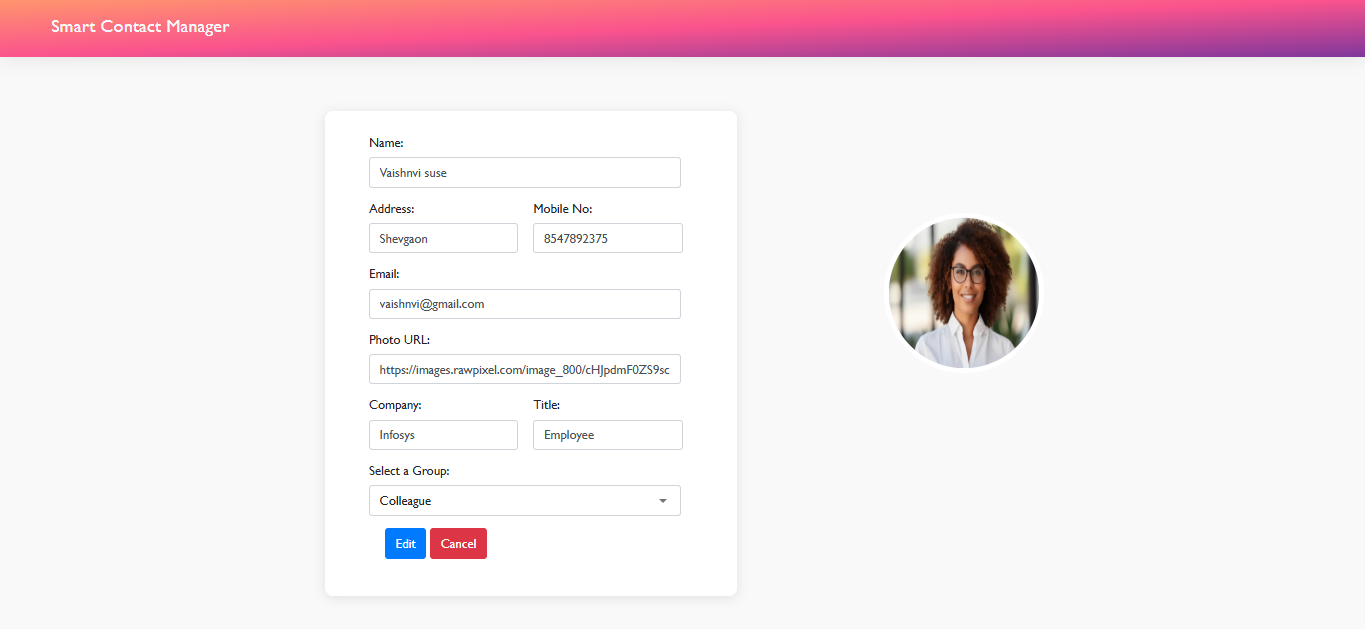 Smart Contact Manager
Name:
Vaishnvi suse
Address: Mobile No:
Shevgaon 8547892375
Email:
vaishnvi@gmail.com
Photo URL:
https://images.rawpixel.com/image_800/cHJpdmF0ZS9sc
Company: Title:
Infosys Employee
Select a Group:
Colleague
Edit Cancel